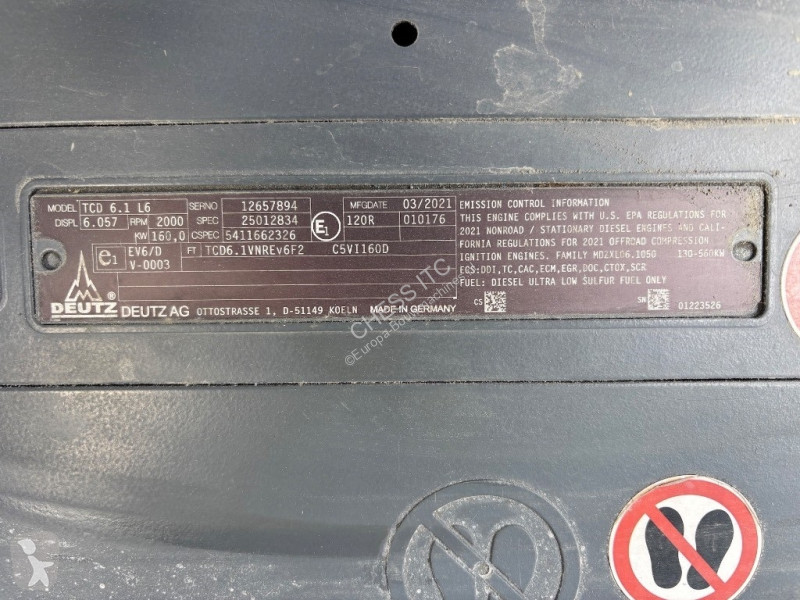 MODEL TCD 6.1 L6 SERNO 12657894 MFGDATE 03/2021
DISPL 6.057 RPM 2000 SPEC 25012834 E1 120R 010176
KW 160,0 CSPEC 5411662326
e1 EV6/D FT TCD6.1VNREv6F2 C5VI160D
V-0003
DEUTZ ® DEUTZ AG OTTOSTRASSE 1, D-51149 KOELN MADE IN GERMANY
EMISSION CONTROL INFORMATION
THIS ENGINE COMPLIES WITH U.S. EPA REGULATIONS FOR
2021 NONROAD / STATIONARY DIESEL ENGINES AND CALI-
FORNIA REGULATIONS FOR 2021 OFFROAD COMPRESSION
IGNITION ENGINES. FAMILY MDZXL06.1050 130-560KW
ECS:DDI,TC,CAC,ECM,EGR,DOC,CTOX,SCR
FUEL: DIESEL ULTRA LOW SULFUR FUEL ONLY
CS SN 01223526
CHESS ITC